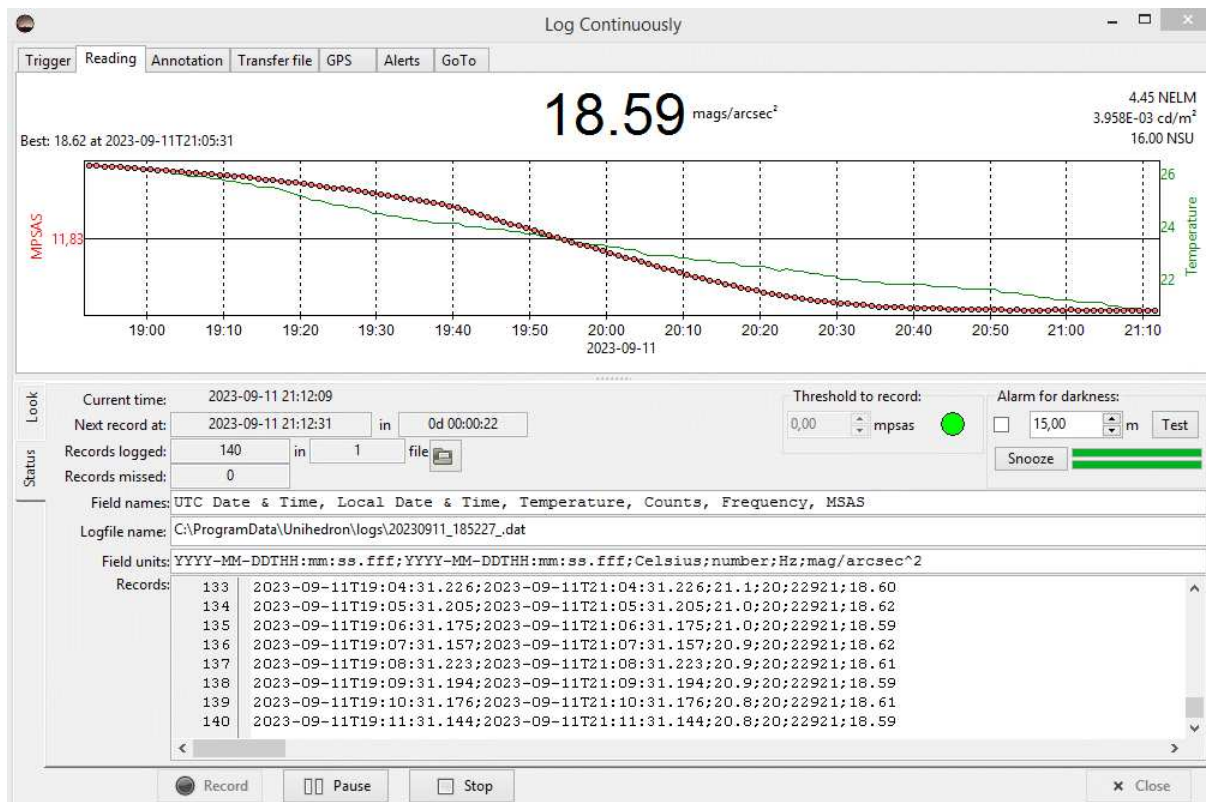 Log Continuously
Trigger Reading Annotation Transfer file GPS Alerts GoTo
18.59 mags/arcsec²
4.45 NELM
3.958E-03 cd/m²
16.00 NSU
Best: 18.62 at 2023-09-11T21:05:31
MPSAS
11,83
26
24
22
Temperature
19:00 19:10 19:20 19:30 19:40 19:50 20:00 20:10 20:20 20:30 20:40 20:50 21:00 21:10
2023-09-11
Look
Status
Current time: 2023-09-11 21:12:09
Next record at: 2023-09-11 21:12:31 in 0d 00:00:22
Records logged: 140 in 1 file
Records missed: 0
Threshold to record:
0,00 mpsas
Alarm for darkness:
15,00 m Test
Snooze
Field names: UTC Date & Time, Local Date & Time, Temperature, Counts, Frequency, MSAS
Logfile name: C:\ProgramData\Unihedron\logs\20230911_185227_.dat
Field units: YYYY-MM-DDTHH:mm:ss.fff;YYYY-MM-DDTHH:mm:ss.fff;Celsius;number;Hz;mag/arcsec^2
Records:
133 2023-09-11T19:04:31.226;2023-09-11T21:04:31.226;21.1;20;22921;18.60
134 2023-09-11T19:05:31.205;2023-09-11T21:05:31.205;21.0;20;22921;18.62
135 2023-09-11T19:06:31.175;2023-09-11T21:06:31.175;21.0;20;22921;18.59
136 2023-09-11T19:07:31.157;2023-09-11T21:07:31.157;20.9;20;22921;18.62
137 2023-09-11T19:08:31.223;2023-09-11T21:08:31.223;20.9;20;22921;18.61
138 2023-09-11T19:09:31.194;2023-09-11T21:09:31.194;20.9;20;22921;18.59
139 2023-09-11T19:10:31.176;2023-09-11T21:10:31.176;20.8;20;22921;18.61
140 2023-09-11T19:11:31.144;2023-09-11T21:11:31.144;20.8;20;22921;18.59
Record Pause Stop Close